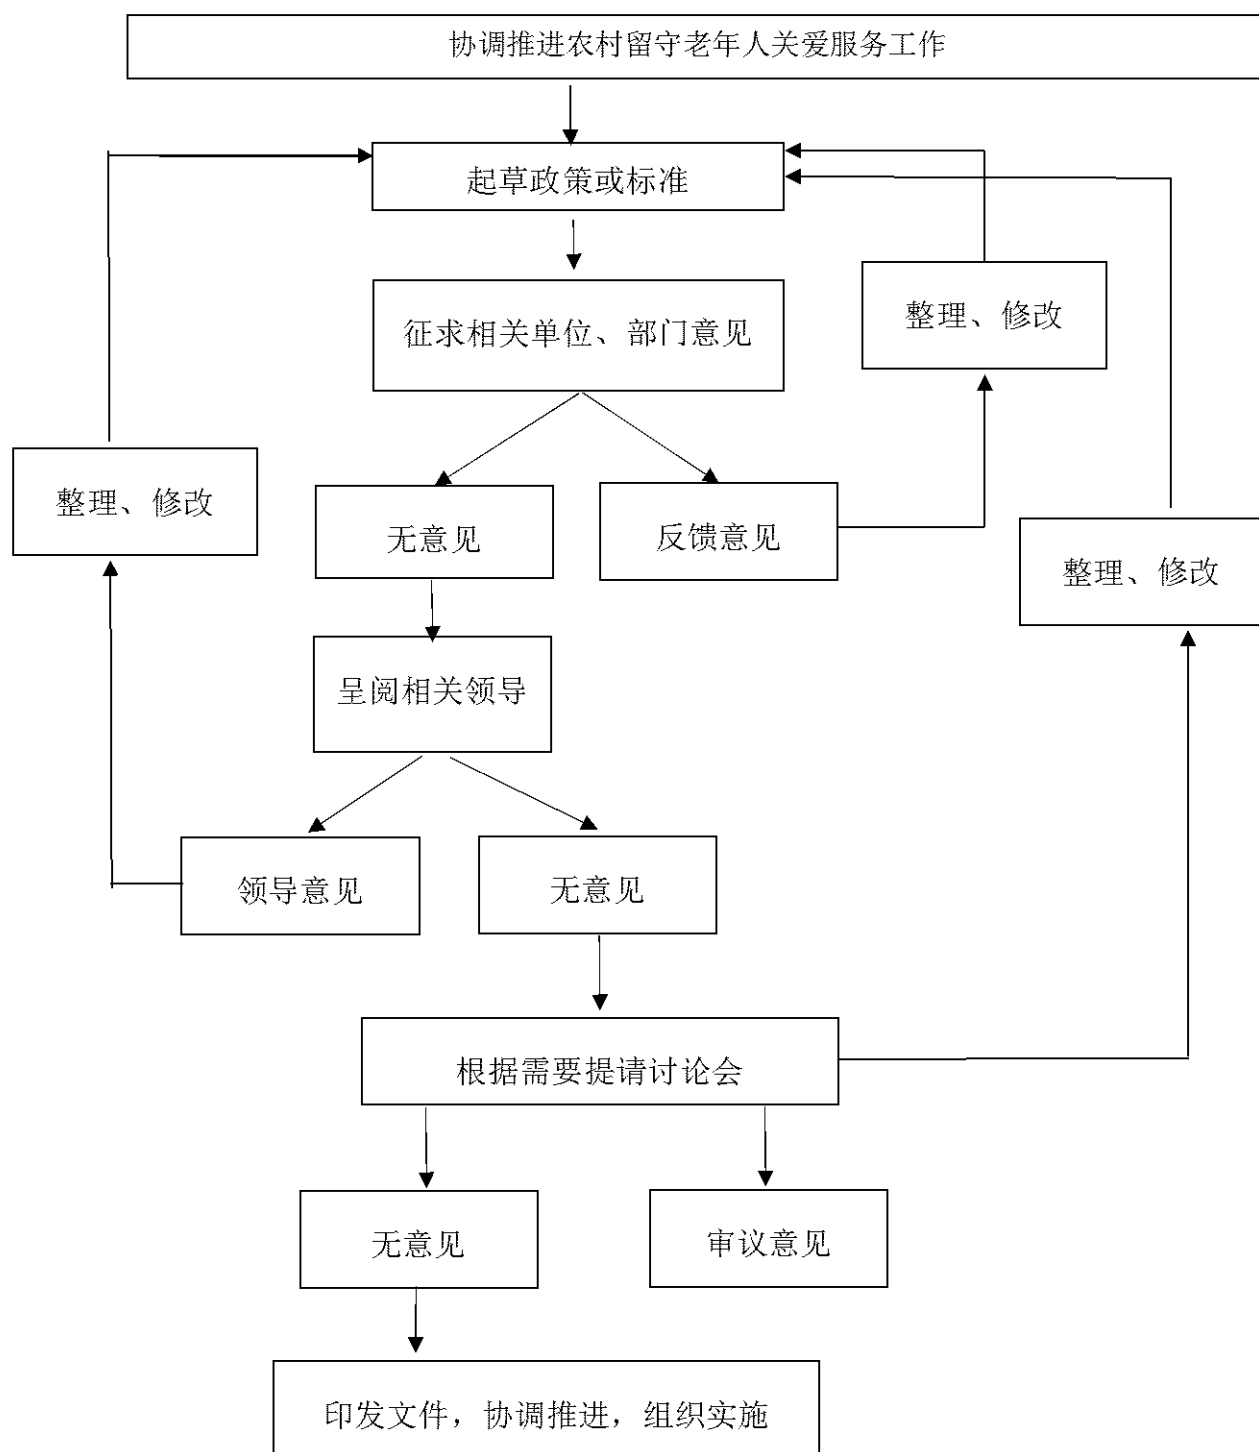 协调推进农村留守老年人关爱服务工作
起草政策或标准
征求相关单位、部门意见
整理、修改
整理、修改
无意见
反馈意见
整理、修改
呈阅相关领导
领导意见
无意见
根据需要提请讨论会
无意见
审议意见
印发文件，协调推进，组织实施